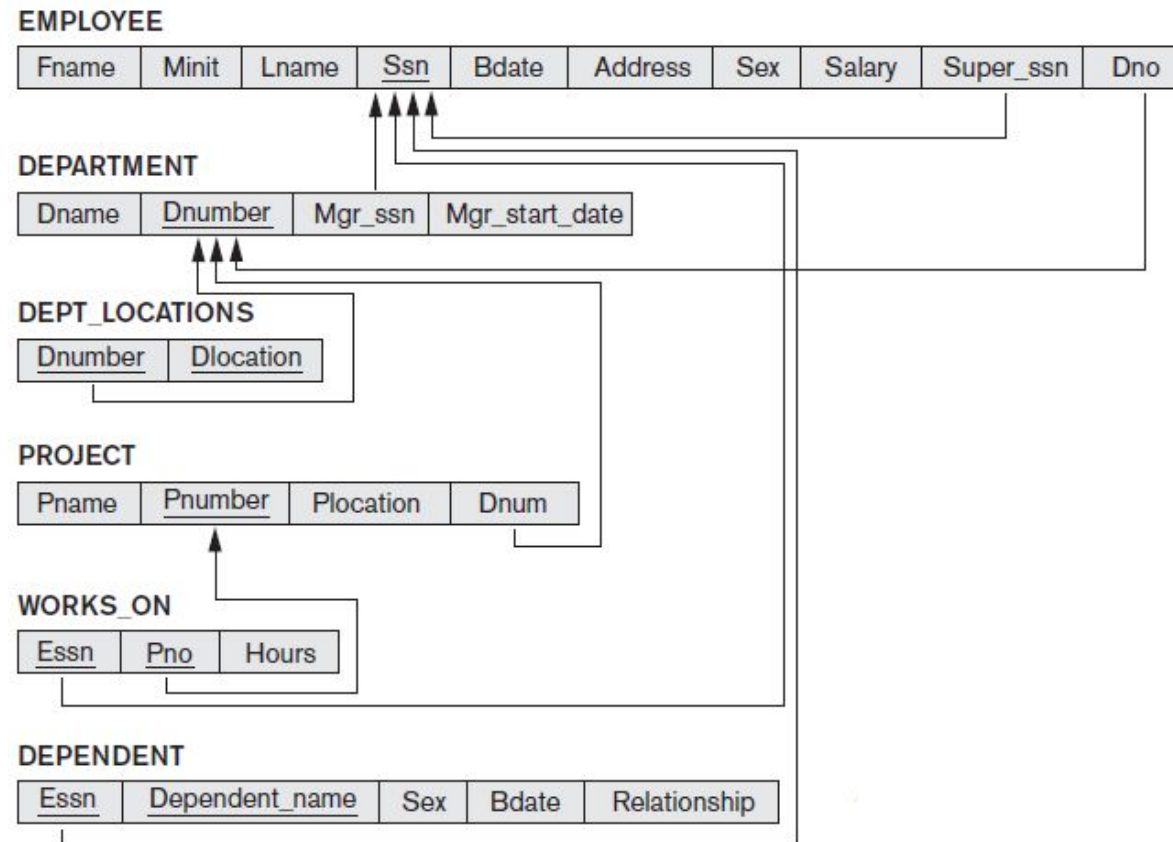 EMPLOYEE
Fname Minit Lname Ssn Bdate Address Sex Salary Super_ssn Dno
DEPARTMENT
Dname Dnumber Mgr_ssn Mgr_start_date
DEPT_LOCATIONS
Dnumber Dlocation
PROJECT
Pname Pnumber Plocation Dnum
WORKS_ON
Essn Pno Hours
DEPENDENT
Essn Dependent_name Sex Bdate Relationship